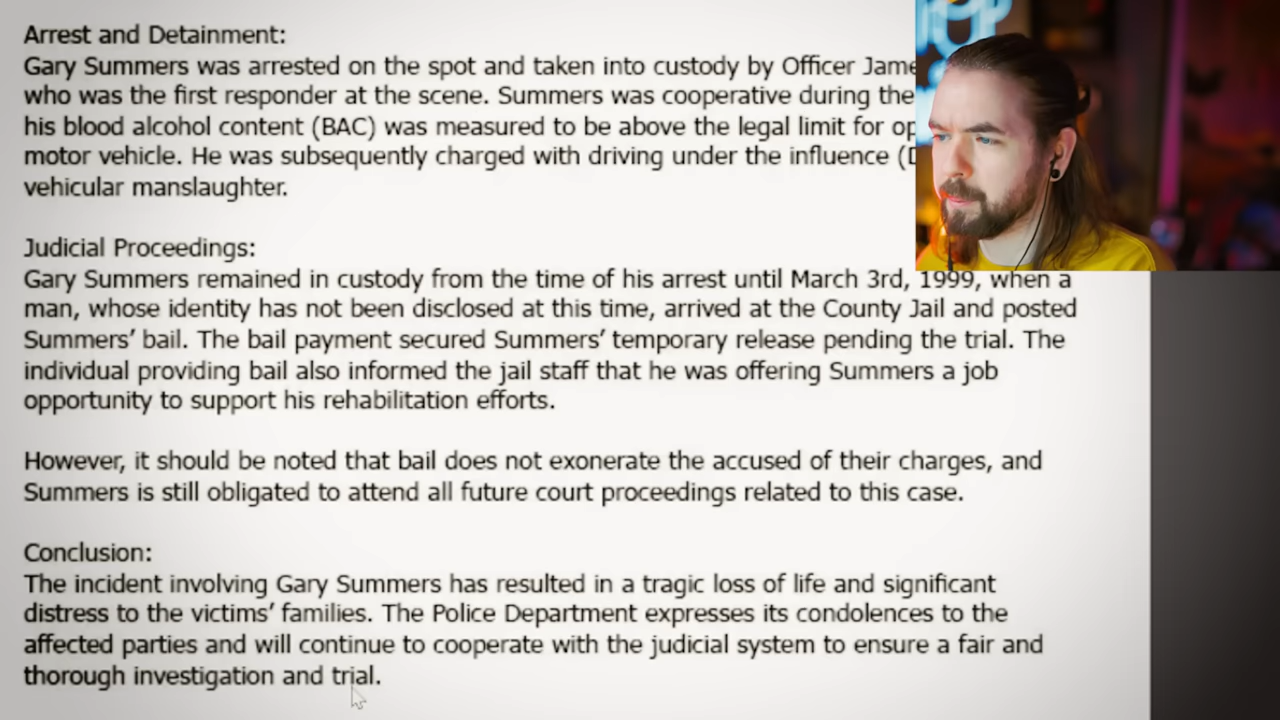 Arrest and Detainment:
Gary Summers was arrested on the spot and taken into custody by Officer Jame
who was the first responder at the scene. Summers was cooperative during the
his blood alcohol content (BAC) was measured to be above the legal limit for op
motor vehicle. He was subsequently charged with driving under the influence (D
vehicular manslaughter.
Judicial Proceedings:
Gary Summers remained in custody from the time of his arrest until March 3rd, 1999, when a
man, whose identity has not been disclosed at this time, arrived at the County Jail and posted
Summers’ bail. The bail payment secured Summers’ temporary release pending the trial. The
individual providing bail also informed the jail staff that he was offering Summers a job
opportunity to support his rehabilitation efforts.
However, it should be noted that bail does not exonerate the accused of their charges, and
Summers is still obligated to attend all future court proceedings related to this case.
Conclusion:
The incident involving Gary Summers has resulted in a tragic loss of life and significant
distress to the victims’ families. The Police Department expresses its condolences to the
affected parties and will continue to cooperate with the judicial system to ensure a fair and
thorough investigation and trial.